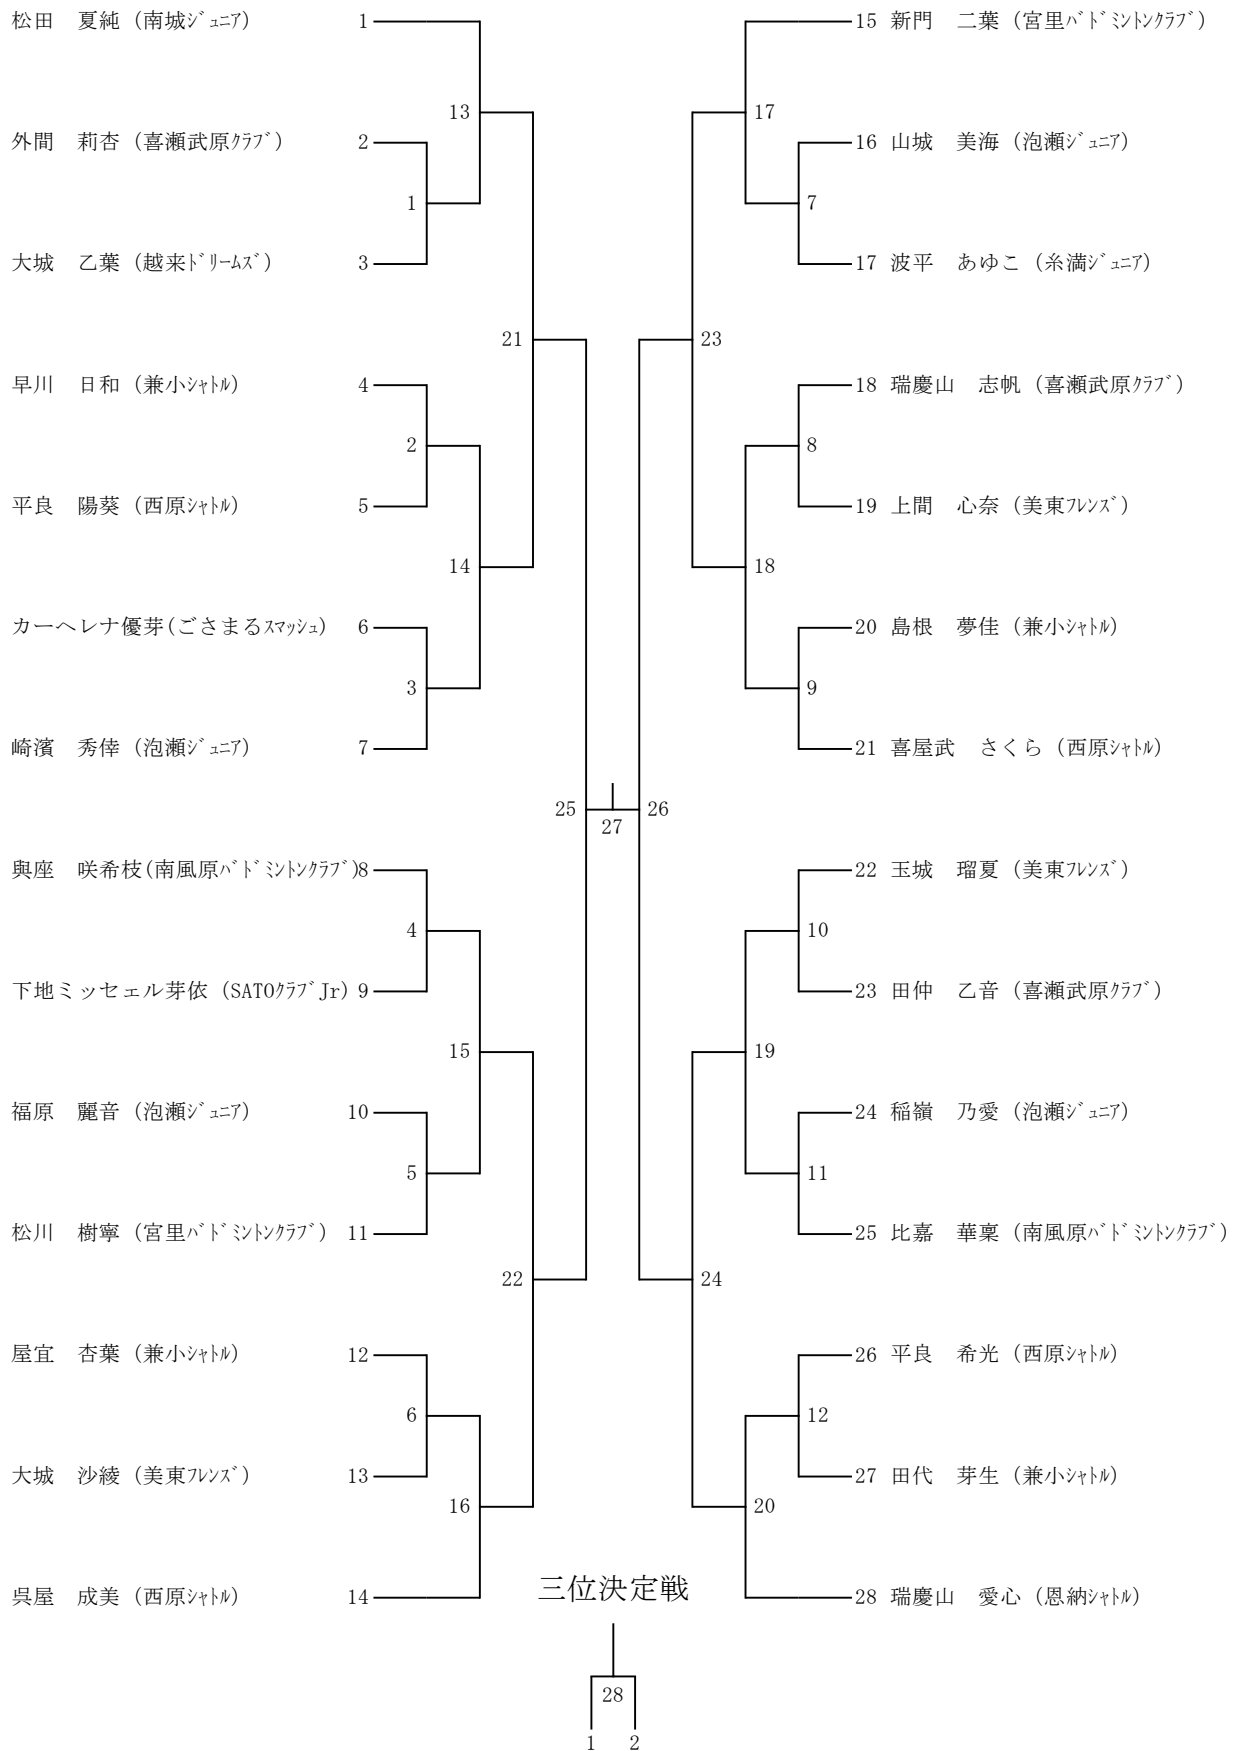 松田　夏純（南城ｼﾞｭﾆｱ） 1
13
外間　莉杏（喜瀬武原ｸﾗﾌﾞ） 2
1
大城　乙葉（越来ﾄﾞﾘｰﾑｽﾞ） 3
21
早川　日和（兼小ｼｬﾄﾙ） 4
2
平良　陽葵（西原ｼｬﾄﾙ） 5
14
カーヘレナ優芽(ごさまるｽﾏｯｼｭ) 6
3
崎濱　秀倖（泡瀬ｼﾞｭﾆｱ） 7
25
與座　咲希枝(南風原ﾊﾞﾄﾞﾐﾝﾄﾝｸﾗﾌﾞ) 8
4
下地ミッセェル芽依（SATOｸﾗﾌﾞJr) 9
15
福原　麗音（泡瀬ｼﾞｭﾆｱ） 10
5
松川　樹寧（宮里ﾊﾞﾄﾞﾐﾝﾄﾝｸﾗﾌﾞ） 11
22
屋宜　杏葉（兼小ｼｬﾄﾙ） 12
6
大城　沙綾（美東ﾌﾚﾝｽﾞ） 13
16
呉屋　成美（西原ｼｬﾄﾙ） 14
27
15 新門　二葉（宮里ﾊﾞﾄﾞﾐﾝﾄﾝｸﾗﾌﾞ）
17
16 山城　美海（泡瀬ｼﾞｭﾆｱ）
7
17 波平　あゆこ（糸満ｼﾞｭﾆｱ）
23
18 瑞慶山　志帆（喜瀬武原ｸﾗﾌﾞ）
8
19 上間　心奈（美東ﾌﾚﾝｽﾞ）
18
20 島根　夢佳（兼小ｼｬﾄﾙ）
9
21 喜屋武　さくら（西原ｼｬﾄﾙ）
26
22 玉城　瑠夏（美東ﾌﾚﾝｽﾞ）
10
23 田仲　乙音（喜瀬武原ｸﾗﾌﾞ）
19
24 稲嶺　乃愛（泡瀬ｼﾞｭﾆｱ）
11
25 比嘉　華稟（南風原ﾊﾞﾄﾞﾐﾝﾄﾝｸﾗﾌﾞ）
24
26 平良　希光（西原ｼｬﾄﾙ）
12
27 田代　芽生（兼小ｼｬﾄﾙ）
20
28 瑞慶山　愛心（恩納ｼｬﾄﾙ）
三位決定戦
28
1 2